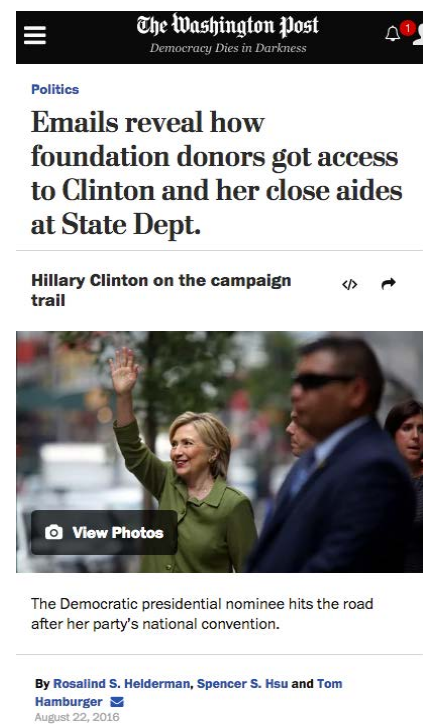 The Washington Post
Democracy Dies in Darkness
1
Politics
Emails reveal how
foundation donors got access
to Clinton and her close aides
at State Dept.
Hillary Clinton on the campaign
trail
</>
View Photos
The Democratic presidential nominee hits the road
after her party's national convention.
By Rosalind S. Helderman, Spencer S. Hsu and Tom
Hamburger
August 22, 2016